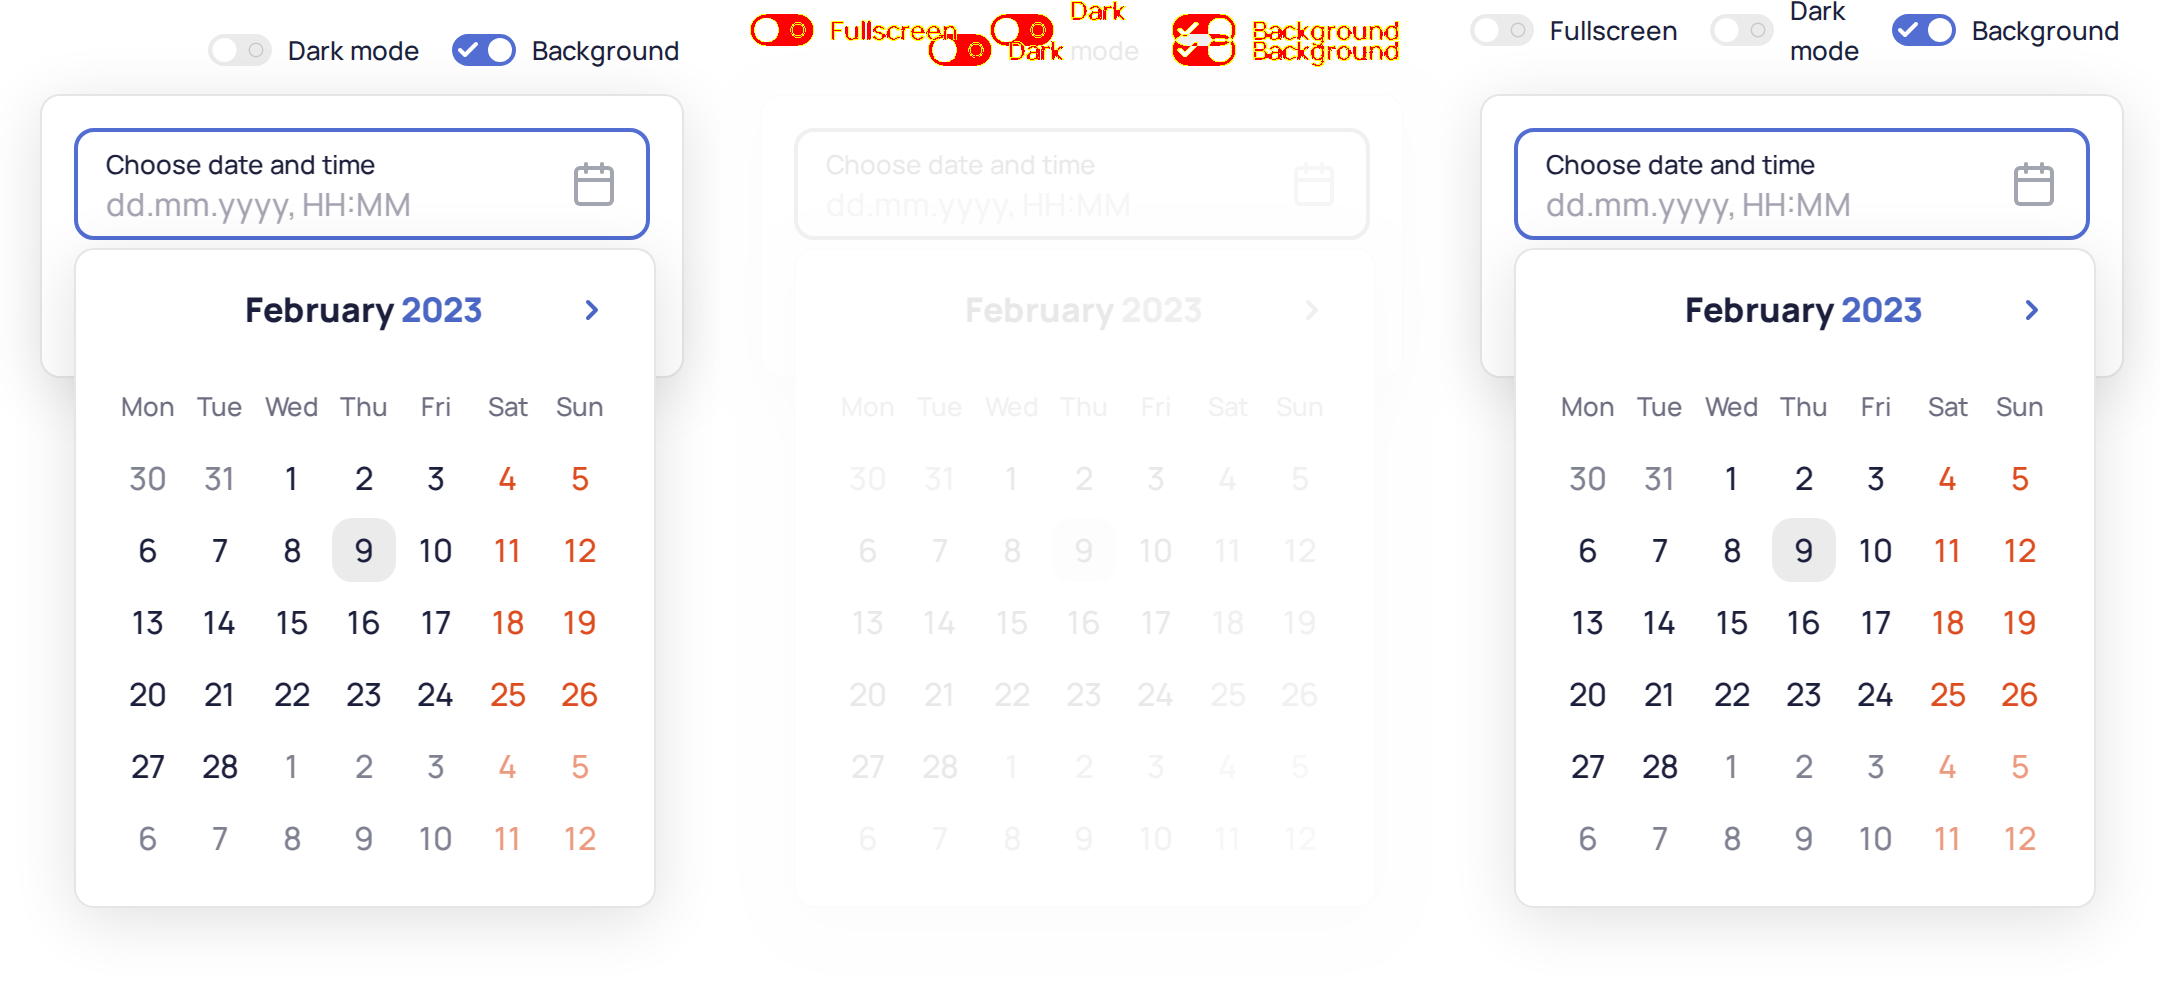 Dark mode Background
Choose date and time
dd.mm.yyyy, HH:MM
February 2023
Mon Tue Wed Thu Fri Sat Sun
30 31 1 2 3 4 5
6 7 8 9 10 11 12
13 14 15 16 17 18 19
20 21 22 23 24 25 26
27 28 1 2 3 4 5
6 7 8 9 10 11 12
Fullscreen Dark Background
Dark mode Background
Choose date and time
dd.mm.yyyy, HH:MM
February 2023
Mon Tue Wed Thu Fri Sat Sun
30 31 1 2 3 4 5
6 7 8 9 10 11 12
13 14 15 16 17 18 19
20 21 22 23 24 25 26
27 28 1 2 3 4 5
6 7 8 9 10 11 12
Fullscreen Dark mode Background
Choose date and time
dd.mm.yyyy, HH:MM
February 2023
Mon Tue Wed Thu Fri Sat Sun
30 31 1 2 3 4 5
6 7 8 9 10 11 12
13 14 15 16 17 18 19
20 21 22 23 24 25 26
27 28 1 2 3 4 5
6 7 8 9 10 11 12